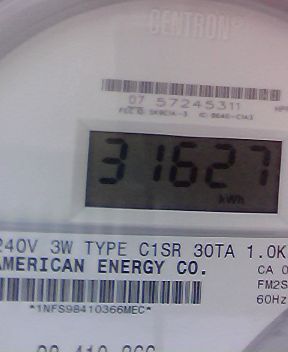 CENTRON®
07 57245311
31627
kWh
240V 3W TYPE C1SR 30TA 1.0K
AMERICAN ENERGY CO.
CA 0
FM2S
60Hz
*1NFS98410366MEC*